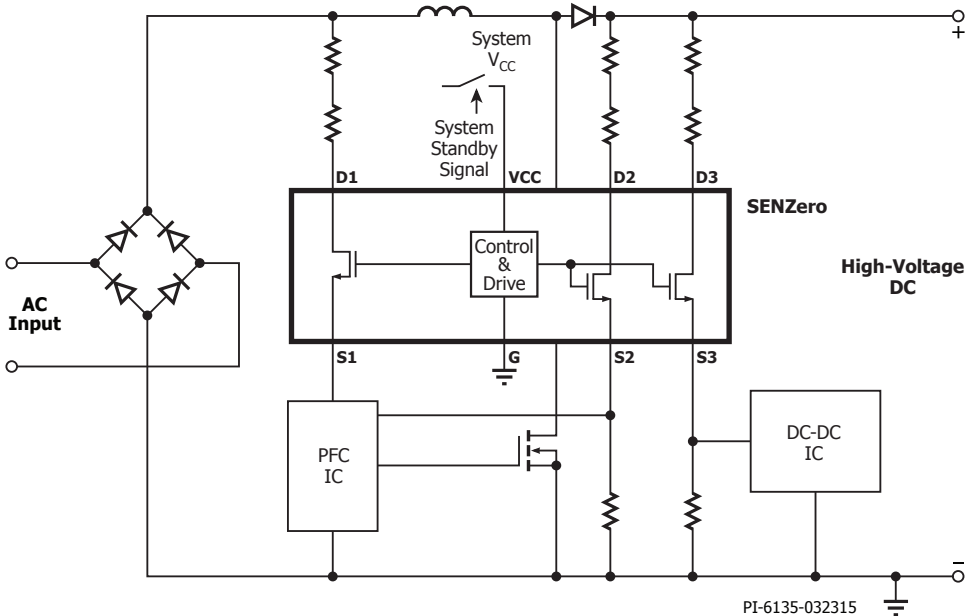 +
System
VCC
System
Standby
Signal
D1
VCC
D2
D3
SENZero
Control
&
Drive
High-Voltage
DC
AC
Input
S1
G
S2
S3
PFC
IC
DC-DC
IC
–
PI-6135-032315